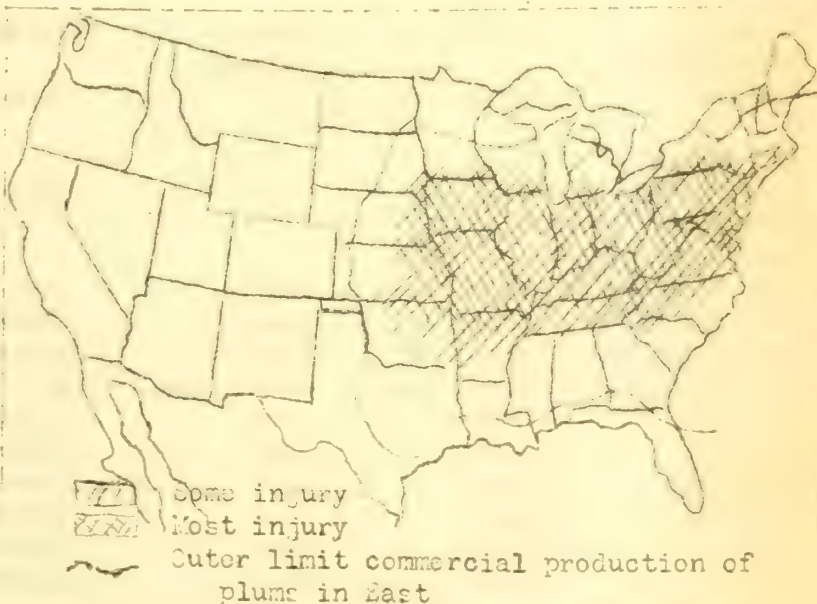 Some injury
Most injury
Outer limit commercial production of
plums in East